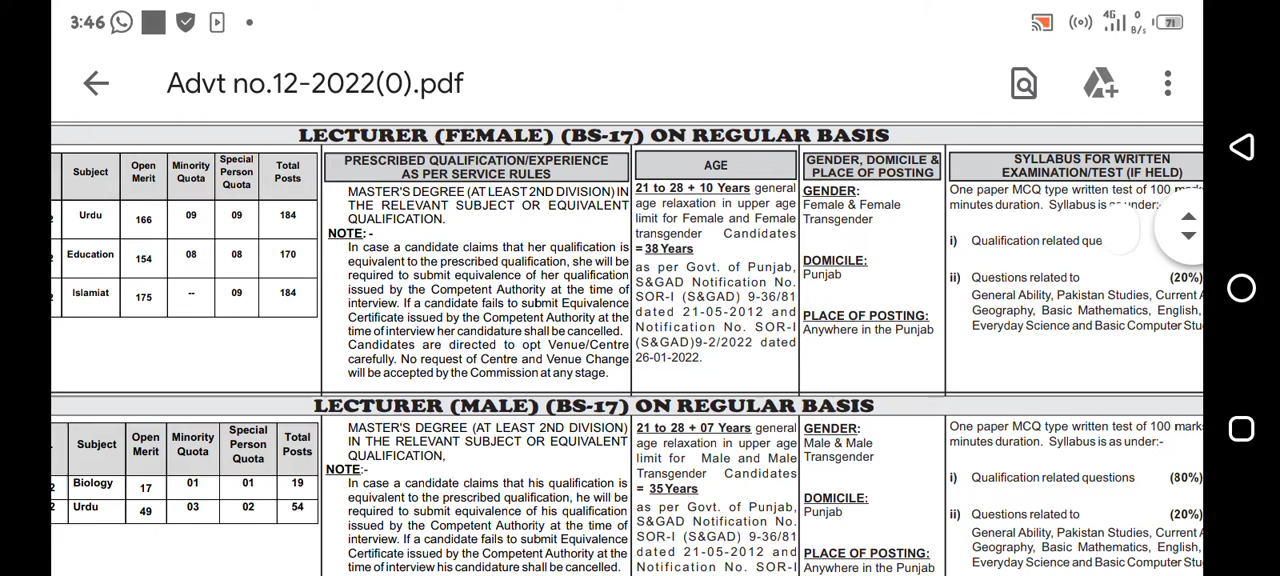 3:46
4G 0 B/s 71
Advt no.12-2022(0).pdf
LECTURER (FEMALE) (BS-17) ON REGULAR BASIS
Subject Open Merit Minority Quota Special Person Quota Total Posts
Urdu 166 09 09 184
Education 154 08 08 170
Islamiat 175 -- 09 184
PRESCRIBED QUALIFICATION/EXPERIENCE
AS PER SERVICE RULES
MASTER'S DEGREE (AT LEAST 2ND DIVISION) IN
THE RELEVANT SUBJECT OR EQUIVALENT
QUALIFICATION.
NOTE: -
In case a candidate claims that her qualification is
equivalent to the prescribed qualification, she will be
required to submit equivalence of her qualification
issued by the Competent Authority at the time of
interview. If a candidate fails to submit Equivalence
Certificate issued by the Competent Authority at the
time of interview her candidature shall be cancelled.
Candidates are directed to opt Venue/Centre
carefully. No request of Centre and Venue Change
will be accepted by the Commission at any stage.
AGE
21 to 28 + 10 Years general
age relaxation in upper age
limit for Female and Female
transgender Candidates
= 38 Years
as per Govt. of Punjab,
S&GAD Notification No.
SOR-I (S&GAD) 9-36/81
dated 21-05-2012 and
Notification No. SOR-I
(S&GAD)9-2/2022 dated
26-01-2022.
GENDER, DOMICILE &
PLACE OF POSTING
GENDER:
Female & Female
Transgender
DOMICILE:
Punjab
PLACE OF POSTING:
Anywhere in the Punjab
SYLLABUS FOR WRITTEN
EXAMINATION/TEST (IF HELD)
One paper MCQ type written test of 100
minutes duration. Syllabus is
i) Qualification related
ii) Questions related to (20%)
General Ability, Pakistan Studies, Current
Geography, Basic Mathematics, English,
Everyday Science and Basic Computer
LECTURER (MALE) (BS-17) ON REGULAR BASIS
Subject Open Merit Minority Quota Special Person Quota Total Posts
Biology 17 01 01 19
Urdu 49 03 02 54
MASTER'S DEGREE (AT LEAST 2ND DIVISION)
IN THE RELEVANT SUBJECT OR EQUIVALENT
QUALIFICATION,
NOTE:-
In case a candidate claims that his qualification is
equivalent to the prescribed qualification, he will be
required to submit equivalence of his qualification
issued by the Competent Authority at the time of
interview. If a candidate fails to submit Equivalence
Certificate issued by the Competent Authority at the
time of interview his candidature shall be cancelled.
21 to 28 + 07 Years general
age relaxation in upper age
limit for Male and Male
Transgender Candidates
= 35 Years
as per Govt. of Punjab,
S&GAD Notification No.
SOR-I (S&GAD) 9-36/81
dated 21-05-2012 and
Notification No. SOR-I
GENDER:
Male & Male
Transgender
DOMICILE:
Punjab
PLACE OF POSTING:
Anywhere in the Punjab
One paper MCQ type written test of 100 mark
minutes duration. Syllabus is as under:-
i) Qualification related questions (80%)
ii) Questions related to (20%)
General Ability, Pakistan Studies, Current
Geography, Basic Mathematics, English,
Everyday Science and Basic Computer